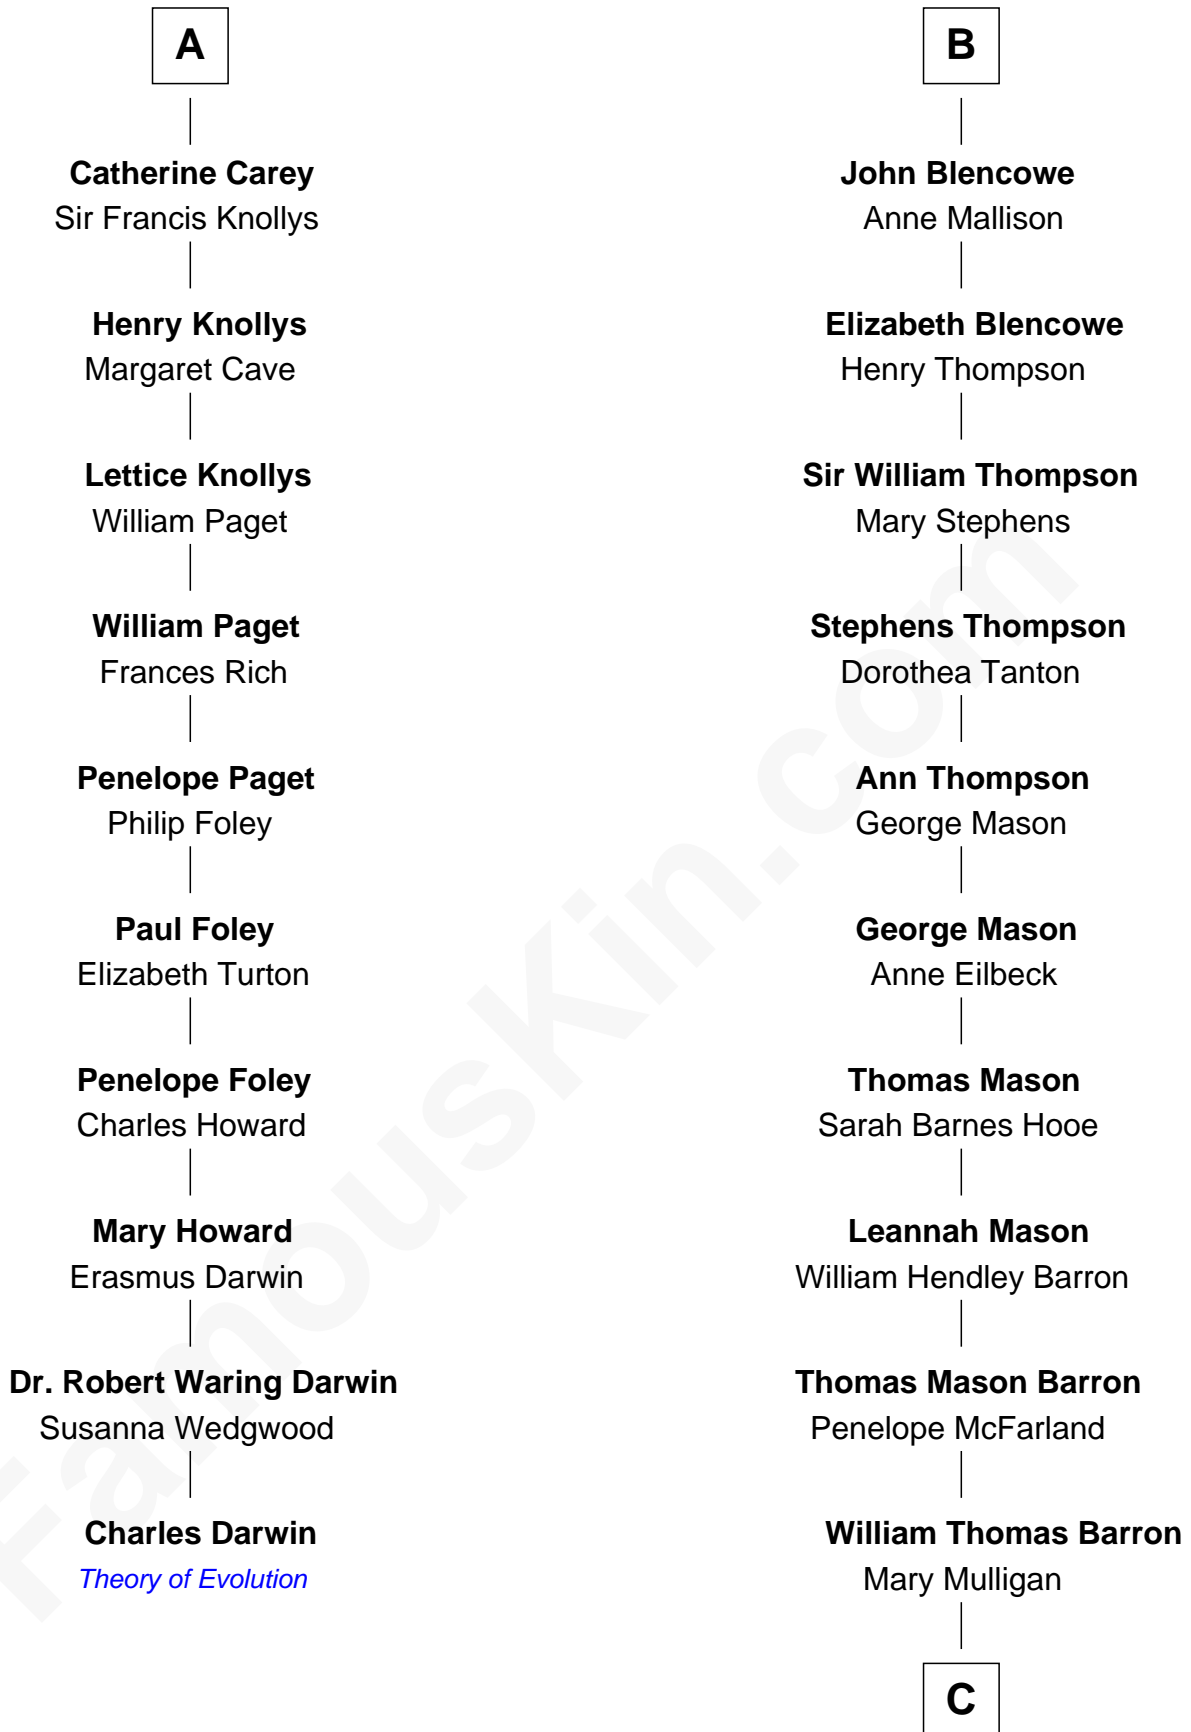 A
Catherine Carey
Sir Francis Knollys
Henry Knollys
Margaret Cave
Lettice Knollys
William Paget
William Paget
Frances Rich
Penelope Paget
Philip Foley
Paul Foley
Elizabeth Turton
Penelope Foley
Charles Howard
Mary Howard
Erasmus Darwin
Dr. Robert Waring Darwin
Susanna Wedgwood
Charles Darwin
Theory of Evolution
B
John Blencowe
Anne Mallison
Elizabeth Blencowe
Henry Thompson
Sir William Thompson
Mary Stephens
Stephens Thompson
Dorothea Tanton
Ann Thompson
George Mason
George Mason
Anne Eilbeck
Thomas Mason
Sarah Barnes Hooe
Leannah Mason
William Hendley Barron
Thomas Mason Barron
Penelope McFarland
William Thomas Barron
Mary Mulligan
C
FamousKin.com